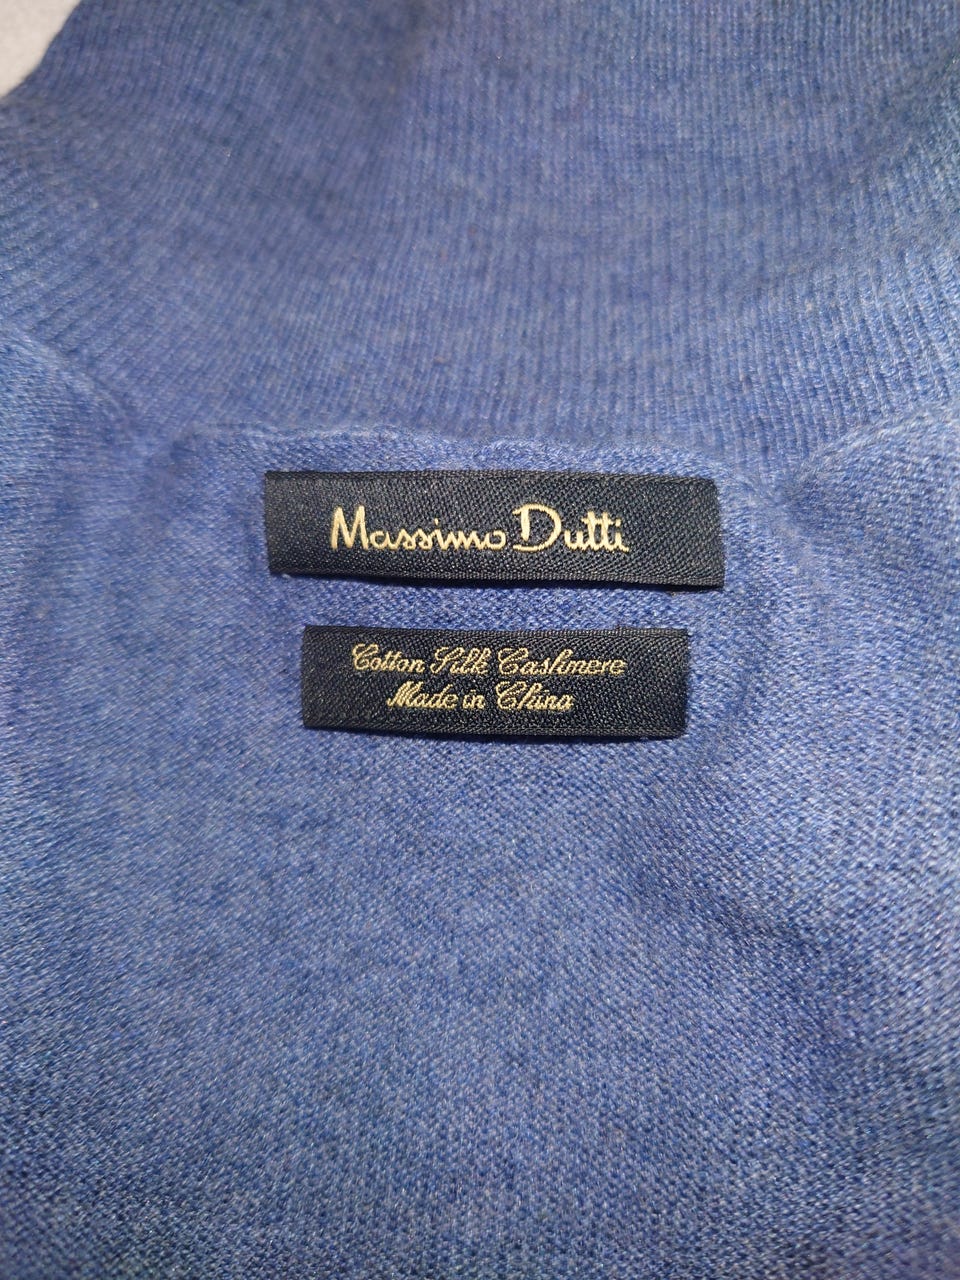 Massimo Dutti
Cotton Silk Cashmere
Made in China